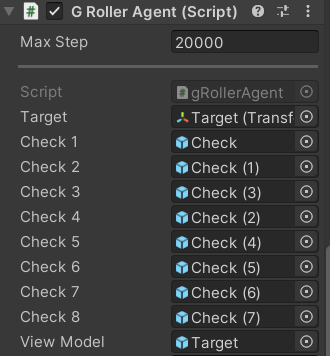 G Roller Agent (Script)
Max Step 20000
Script gRollerAgent
Target Target (Transf
Check 1 Check
Check 2 Check (1)
Check 3 Check (3)
Check 4 Check (2)
Check 5 Check (4)
Check 6 Check (5)
Check 7 Check (6)
Check 8 Check (7)
View Model Target